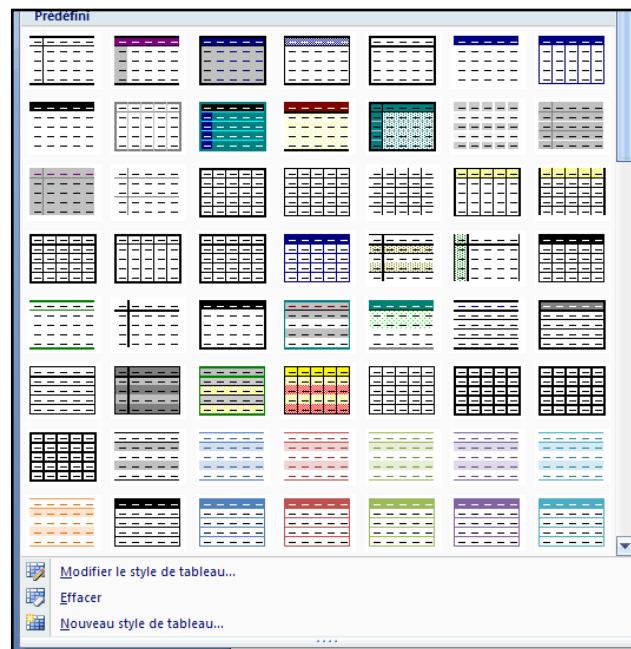 Prédéfini
Modifier le style de tableau...
Effacer
Nouveau style de tableau...